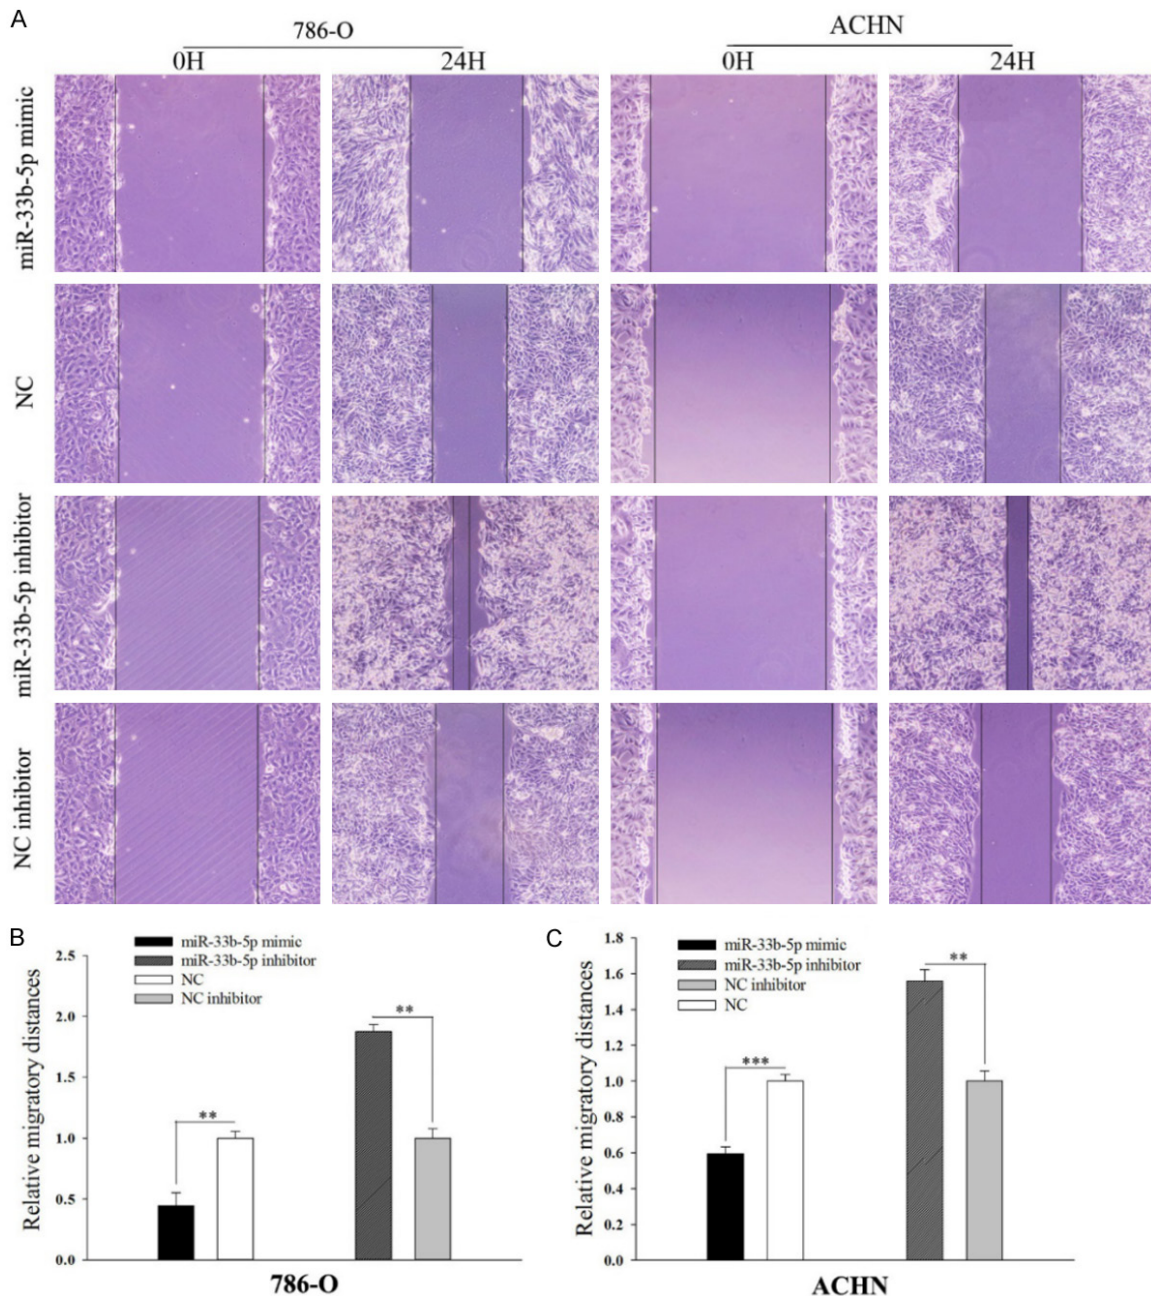 A
786-O
ACHN
0H
24H
0H
24H
miR-33b-5p mimic
NC
miR-33b-5p inhibitor
NC inhibitor
B
miR-33b-5p mimic
miR-33b-5p inhibitor
NC
NC inhibitor
Relative migratory distances
2.5
2.0
1.5
1.0
0.5
0.0
**
**
786-O
C
miR-33b-5p mimic
miR-33b-5p inhibitor
NC inhibitor
NC
Relative migratory distances
1.8
1.6
1.4
1.2
1.0
0.8
0.6
0.4
0.2
0.0
***
**
ACHN